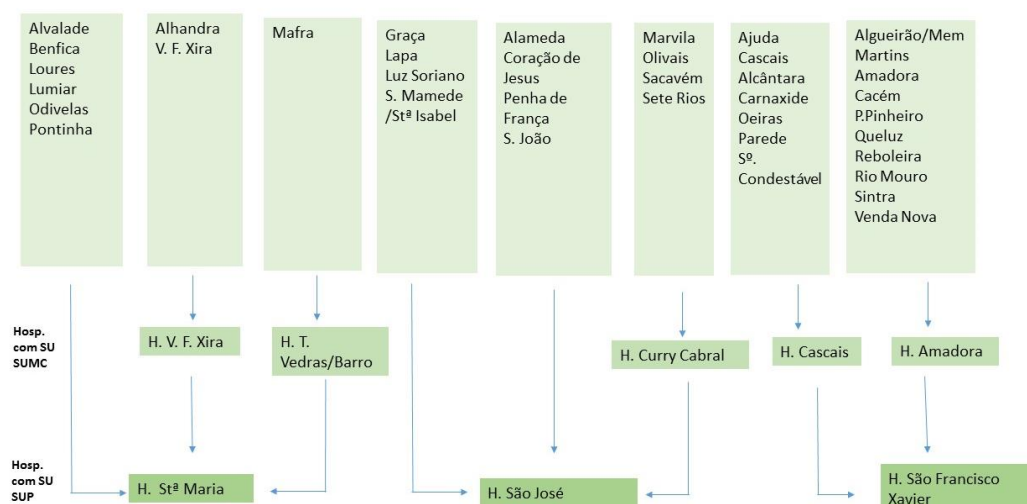 Alvalade
Benfica
Loures
Lumiar
Odivelas
Pontinha
Alhandra
V. F. Xira
Mafra
Graça
Lapa
Luz Soriano
S. Mamede
/Stª Isabel
Alameda
Coração de
Jesus
Penha de
França
S. João
Marvila
Olivais
Sacavém
Sete Rios
Ajuda
Cascais
Alcântara
Carnaxide
Oeiras
Parede
Sº.
Condestável
Algueirão/Mem
Martins
Amadora
Cacém
P.Pinheiro
Queluz
Reboleira
Rio Mouro
Sintra
Venda Nova
Hosp.
com SU
SUMC
H. V. F. Xira
H. T.
Vedras/Barro
H. Curry Cabral
H. Cascais
H. Amadora
Hosp.
com SU
SUP
H. Stª Maria
H. São José
H. São Francisco
Xavier